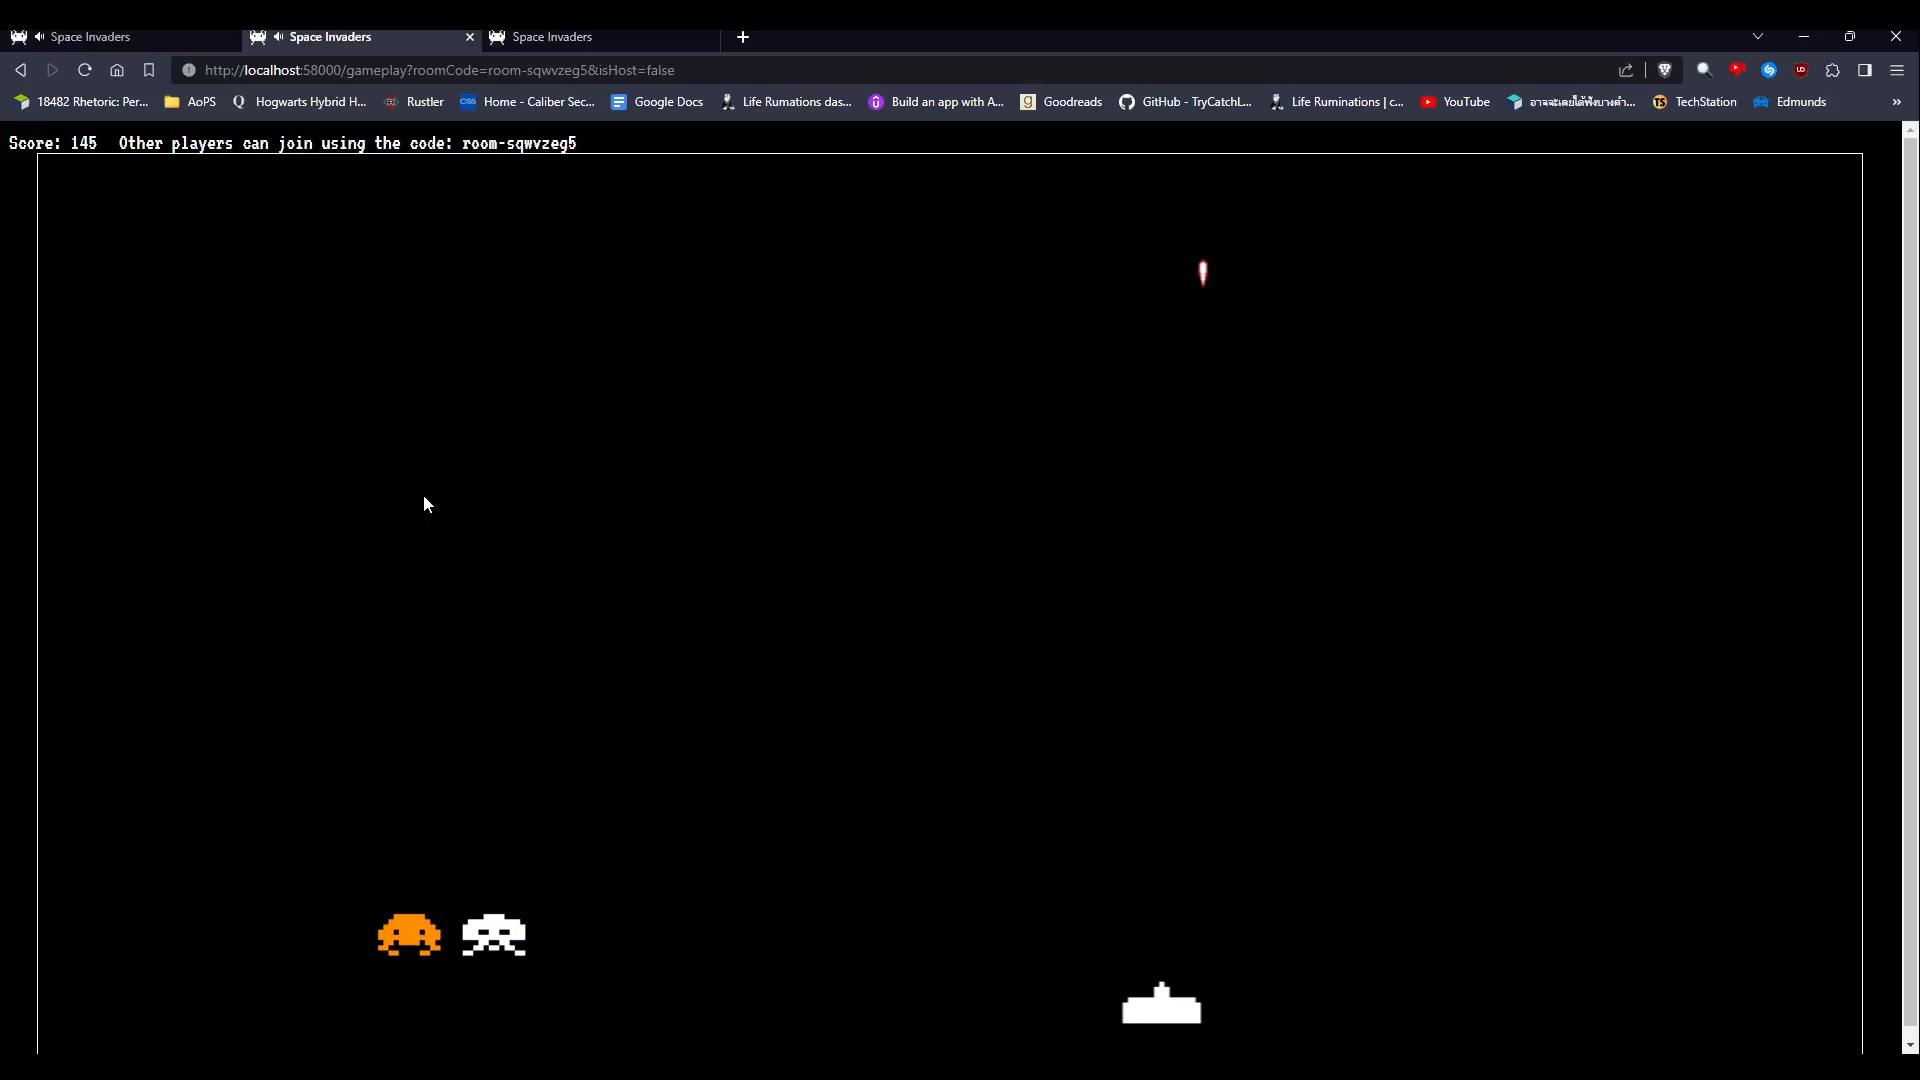 Space Invaders Space Invaders Space Invaders
http://localhost:58000/gameplay?roomCode=room-sqwvzeg5&isHost=false
18482 Rhetoric: Per... AoPS Hogwarts Hybrid H... Rustler CSS Home - Caliber Sec... Google Docs Life Rumations das... Build an app with A... Goodreads GitHub - TryCatchL... Life Ruminations | c... YouTube TS TechStation Edmunds »
Score: 145 Other players can join using the code: room-sqwvzeg5